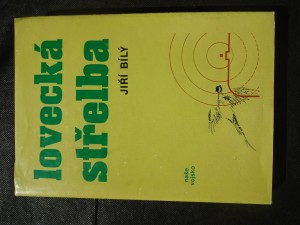 lovecká
střelba
JIŘÍ BÍLÝ
naše
vojsko